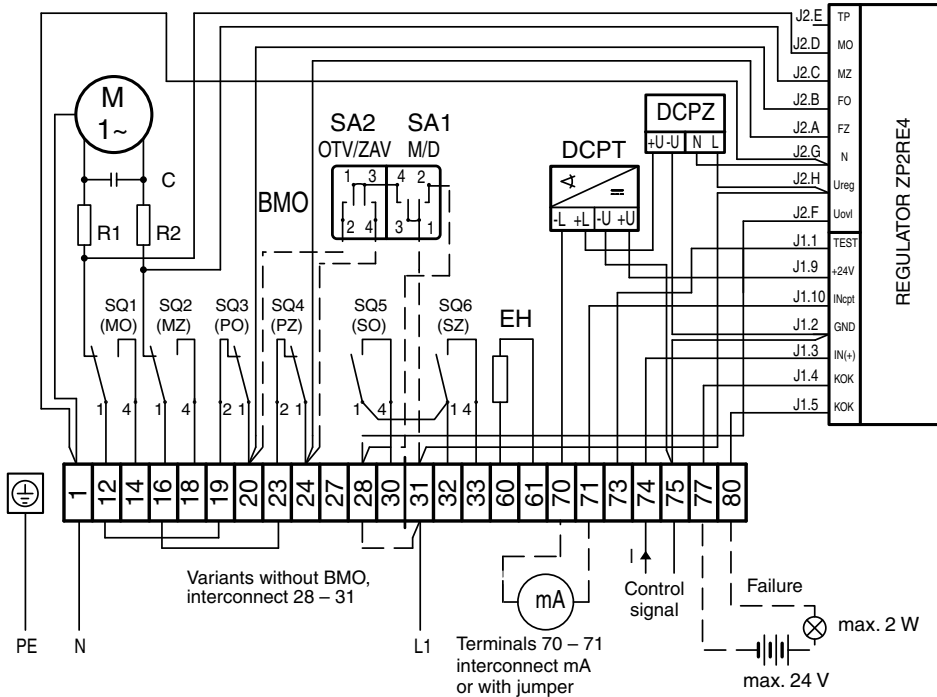 J2.E TP
J2.D MO
J2.C MZ
J2.B FO
J2.A FZ
J2.G N
J2.H Ureg
J2.F Uovl
J1.1 TEST
J1.9 +24V
J1.10 INcpt
J1.2 GND
J1.3 IN(+)
J1.4 KOK
J1.5 KOK
REGULATOR ZP2RE4
M
1~
C
R1 R2
BMO
SA2 SA1
OTV/ZAV M/D
1 3 4 2
2 4 3 1
DCPT
-L +L -U +U
DCPZ
+U -U N L
SQ1 SQ2 SQ3 SQ4 SQ5 SQ6
(MO) (MZ) (PO) (PZ) (SO) (SZ)
EH
1 4 1 4 2 1 2 1 1 4 1 4
1 12 14 16 18 19 20 23 24 27 28 30 31 32 33 60 61 70 71 73 74 75 77 80
Variants without BMO,
interconnect 28 – 31
PE N L1
mA
Terminals 70 – 71
interconnect mA
or with jumper
I
Control
signal
Failure
max. 2 W
max. 24 V